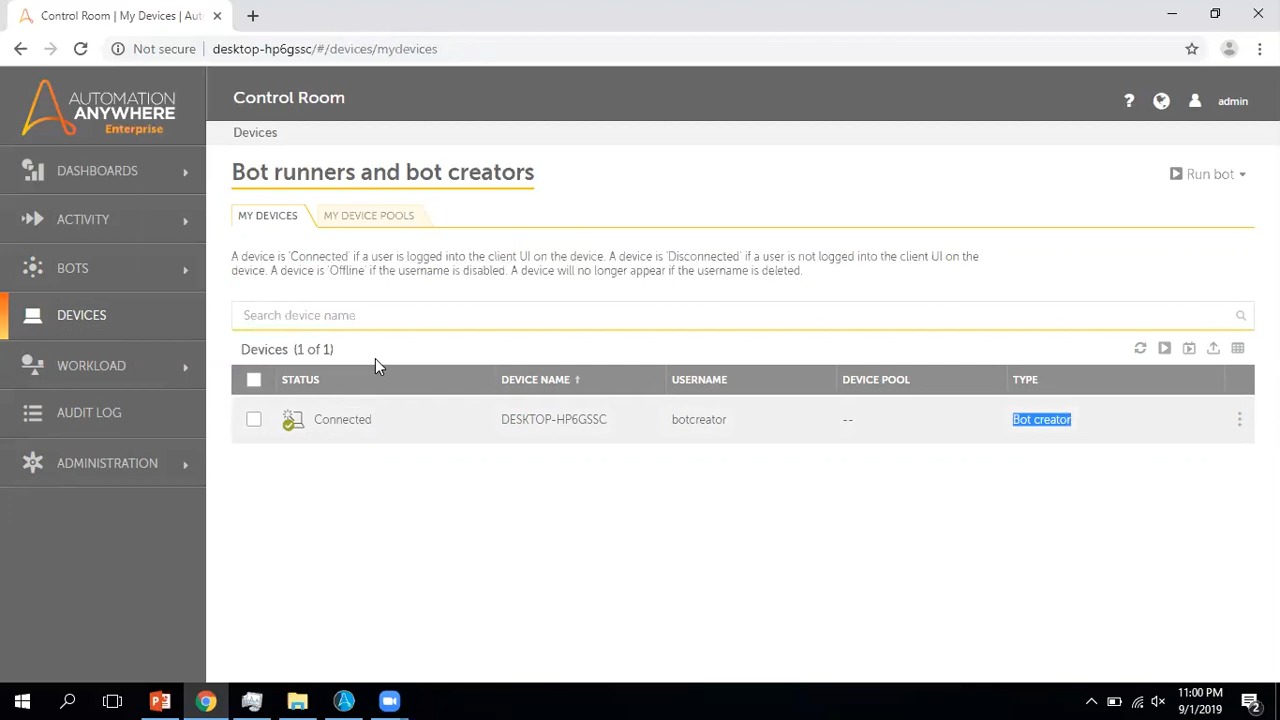 Control Room | My Devices | Aut
Not secure
desktop-hp6gssc/#/devices/mydevices
AUTOMATION
ANYWHERE
Enterprise
Control Room
admin
Devices
DASHBOARDS
ACTIVITY
BOTS
DEVICES
WORKLOAD
AUDIT LOG
ADMINISTRATION
Bot runners and bot creators
Run bot
MY DEVICES
MY DEVICE POOLS
A device is 'Connected' if a user is logged into the client UI on the device. A device is 'Disconnected' if a user is not logged into the client UI on the
device. A device is 'Offline' if the username is disabled. A device will no longer appear if the username is deleted.
Search device name
Devices (1 of 1)
STATUS DEVICE NAME ↑ USERNAME DEVICE POOL TYPE
Connected DESKTOP-HP6GSSC botcreator -- Bot creator
11:00 PM
9/1/2019
2